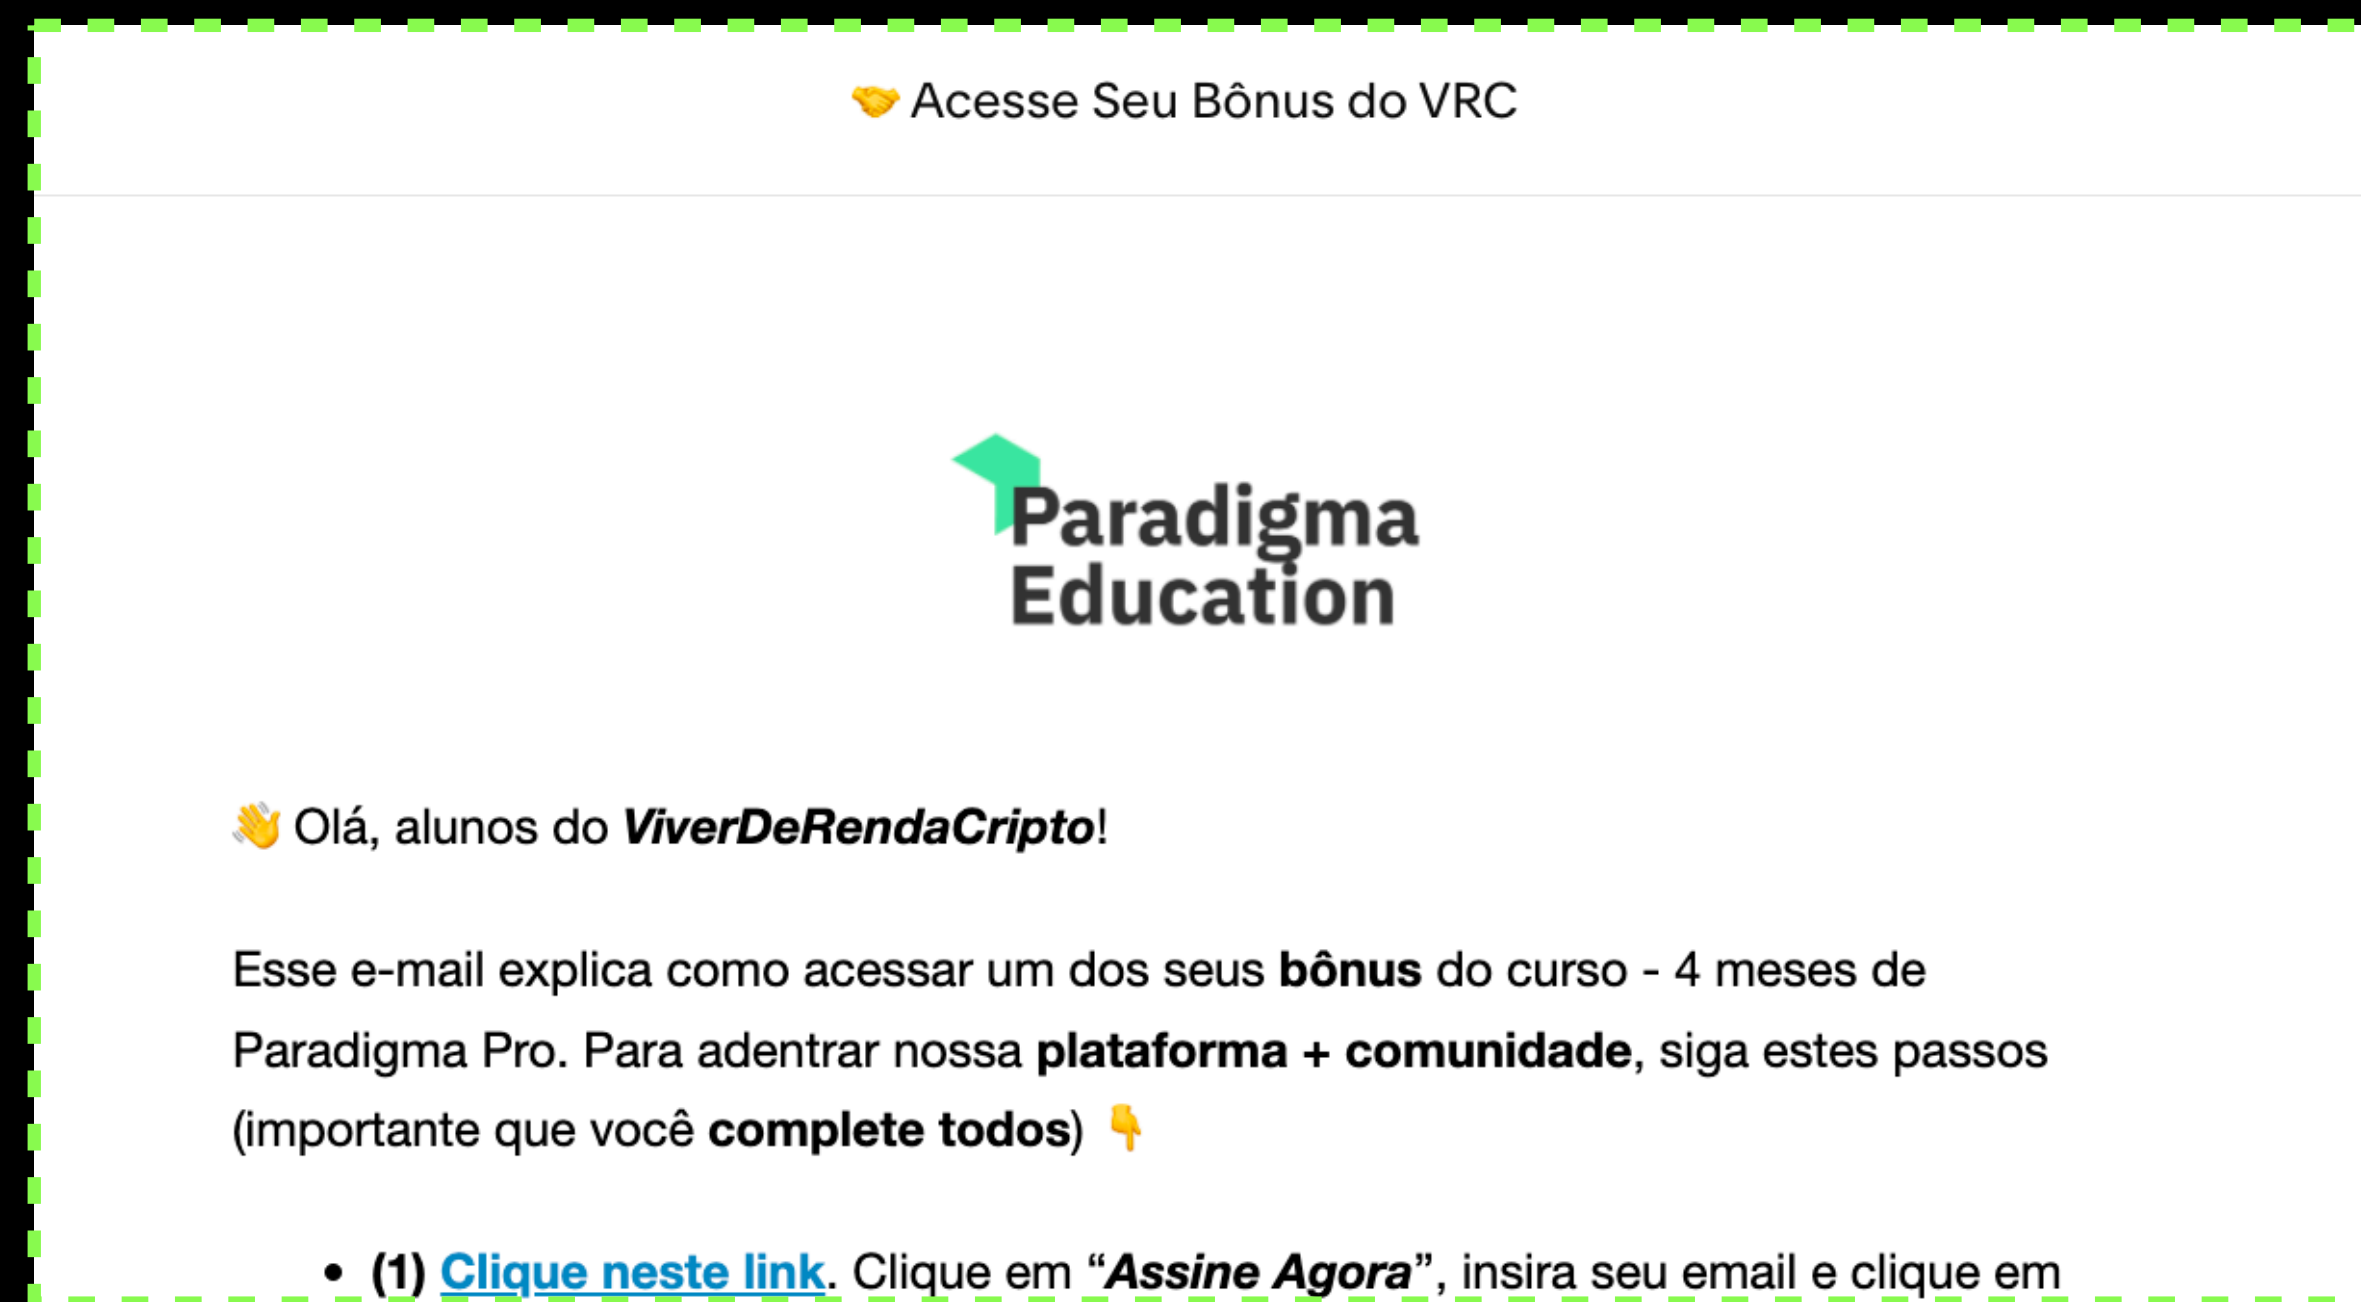 🤝 Acesse Seu Bônus do VRC
Paradigma
Education
👋 Olá, alunos do ViverDeRendaCripto!
Esse e-mail explica como acessar um dos seus bônus do curso - 4 meses de
Paradigma Pro. Para adentrar nossa plataforma + comunidade, siga estes passos
(importante que você complete todos) 👇
• (1) Clique neste link. Clique em “Assine Agora”, insira seu email e clique em